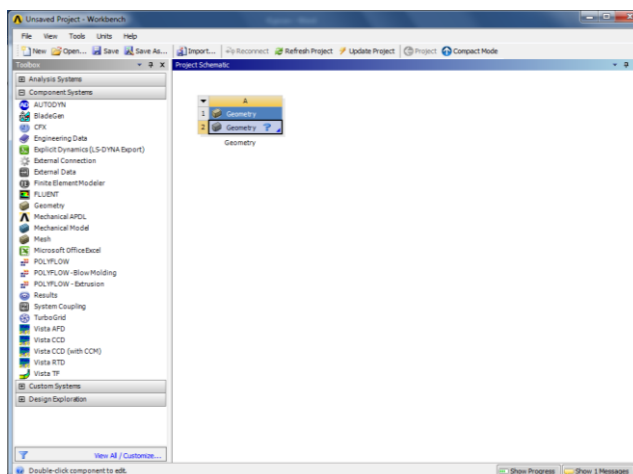 Unsaved Project - Workbench
File View Tools Units Help
New Open... Save Save As... Import... Reconnect Refresh Project Update Project Project Compact Mode
Toolbox
Project Schematic
Analysis Systems
Component Systems
AUTODYN
BladeGen
CFX
Engineering Data
Explicit Dynamics (LS-DYNA Export)
External Connection
External Data
Finite Element Modeler
FLUENT
Geometry
Mechanical APDL
Mechanical Model
Mesh
Microsoft Office Excel
POLYFLOW
POLYFLOW - Blow Molding
POLYFLOW - Extrusion
Results
System Coupling
TurboGrid
Vista AFD
Vista CCD
Vista CCD (with CCM)
Vista RTD
Vista TF
Custom Systems
Design Exploration
View All / Customize...
A
1 Geometry
2 Geometry ?
Geometry
Double-click component to edit.
Show Progress Show 1 Messages